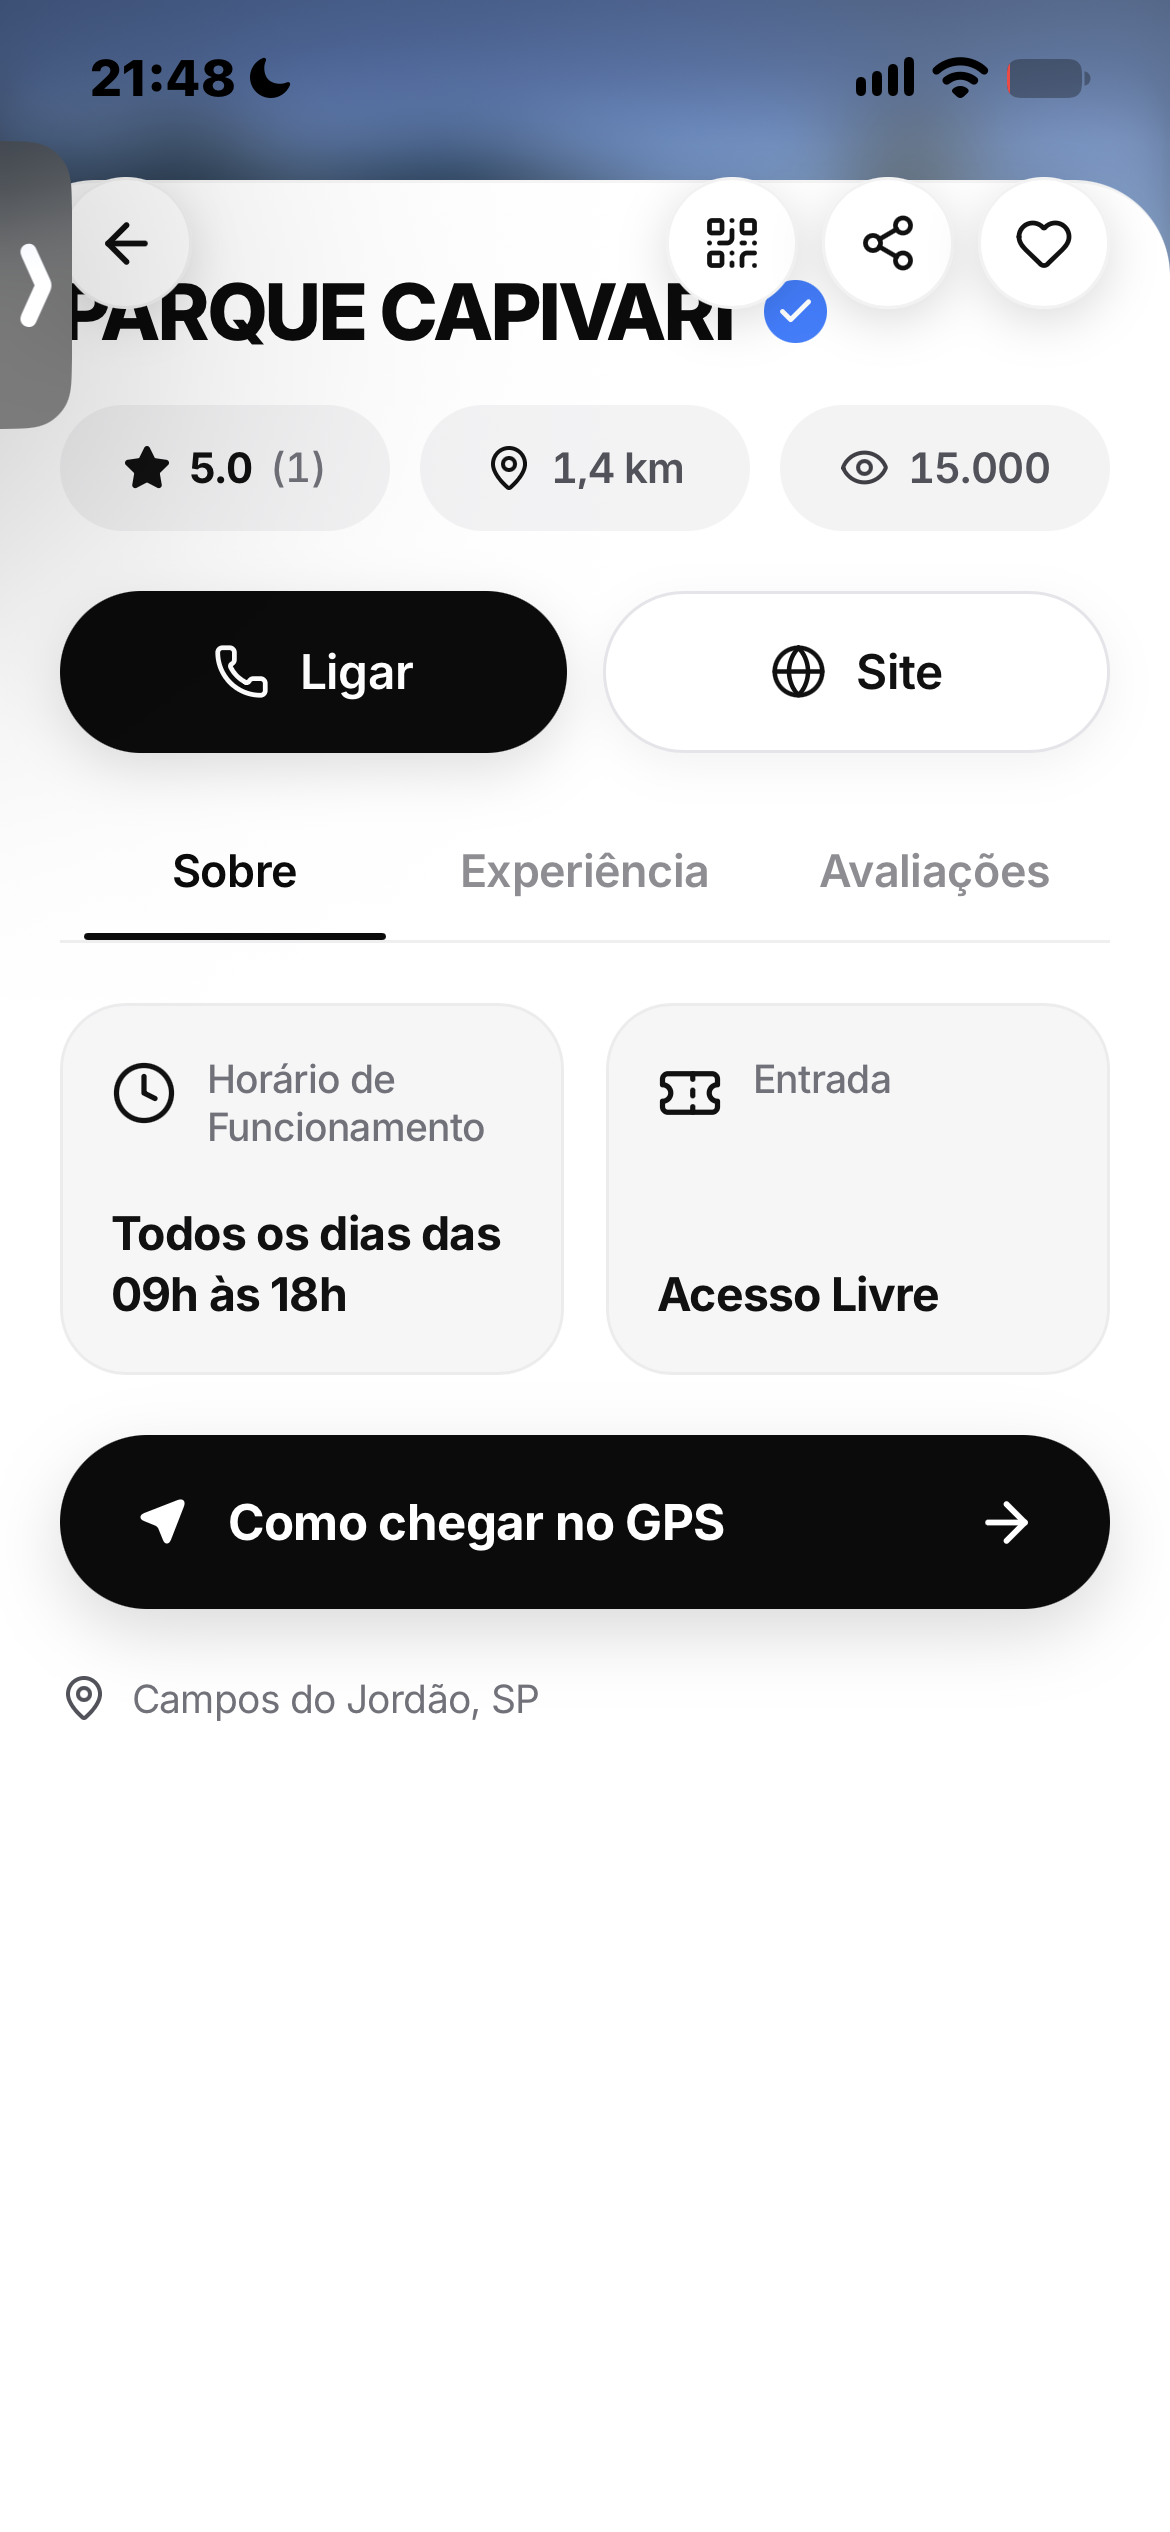 21:48
PARQUE CAPIVARI
5.0 (1)
1,4 km
15.000
Ligar
Site
Sobre
Experiência
Avaliações
Horário de
Funcionamento
Todos os dias das
09h às 18h
Entrada
Acesso Livre
Como chegar no GPS
Campos do Jordão, SP